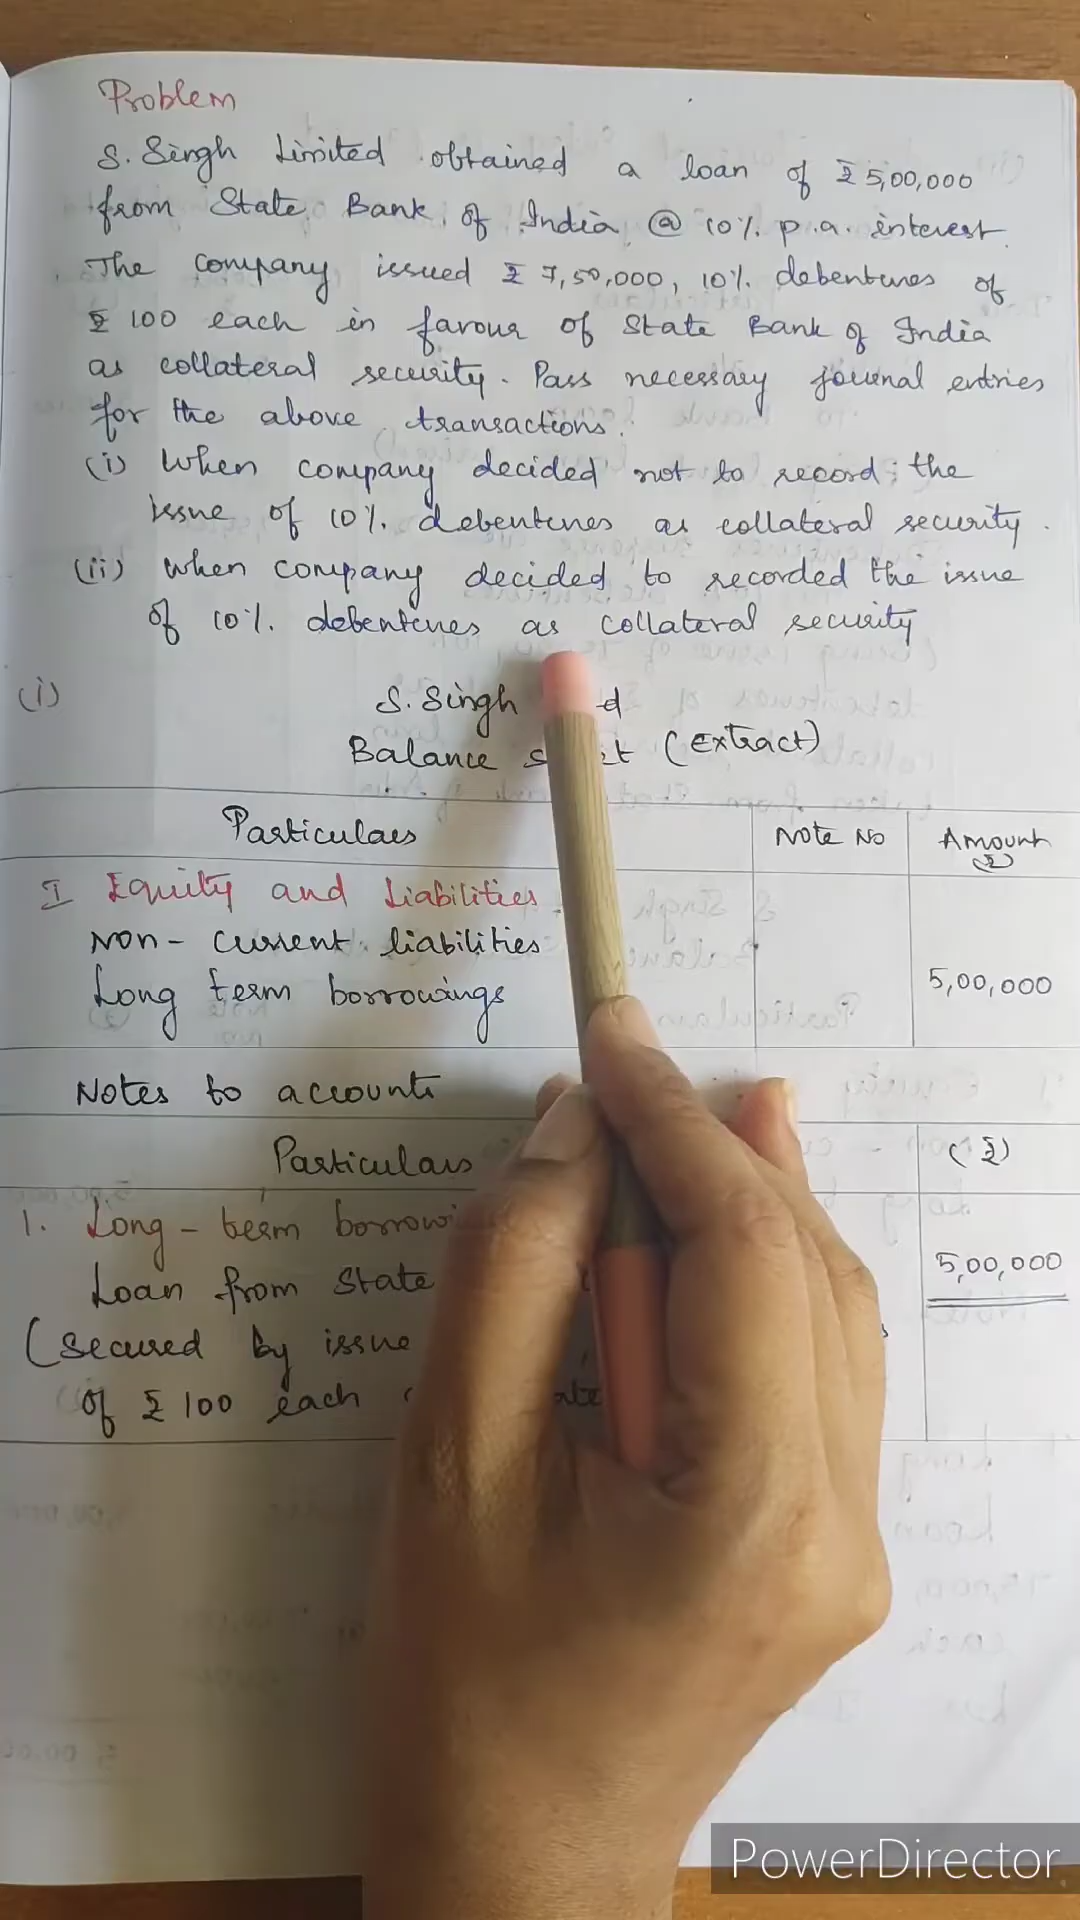 Problem
S. Singh Limited obtained a loan of ₹ 5,00,000
from State Bank of India @ 10% p.a. interest.
The company issued ₹ 7,50,000, 10% debentures of
₹ 100 each in favour of State Bank of India
as collateral security. Pass necessary journal entries
for the above transactions.
(i) When company decided not to record the
issue of 10% debentures as collateral security.
(ii) When company decided to recorded the issue
of 10% debentures as collateral security
(i) S. Singh
Balance (extract)
Particulars Note No Amount (₹)
I Equity and Liabilities
Non-current liabilities
Long term borrowings 5,00,000
Notes to accounts
Particulars (₹)
1. Long-term
Loan from State 5,00,000
(secured by issue
of ₹ 100 each
PowerDirector